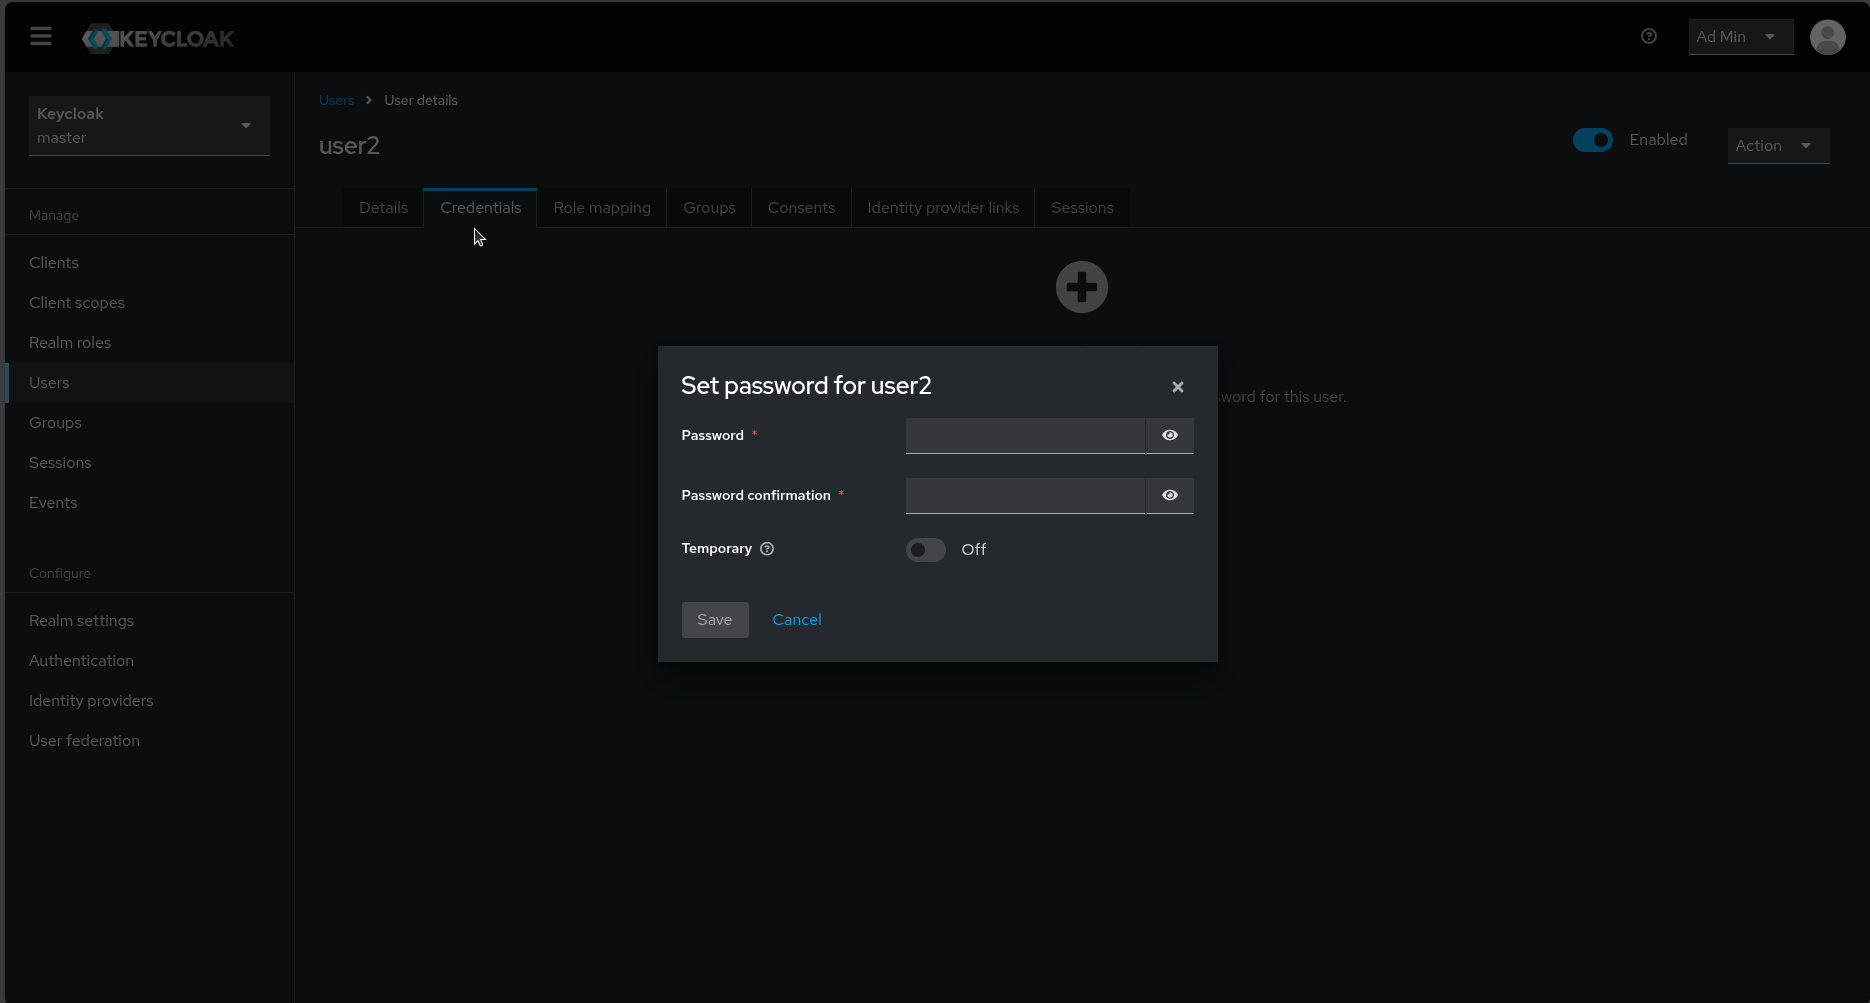 KEYCLOAK
Ad Min
Keycloak
master
Manage
Clients
Client scopes
Realm roles
Users
Groups
Sessions
Events
Configure
Realm settings
Authentication
Identity providers
User federation
Users > User details
user2
Enabled
Action
Details Credentials Role mapping Groups Consents Identity provider links Sessions
for this user.
Set password for user2
Password *
Password confirmation *
Temporary
Off
Save Cancel